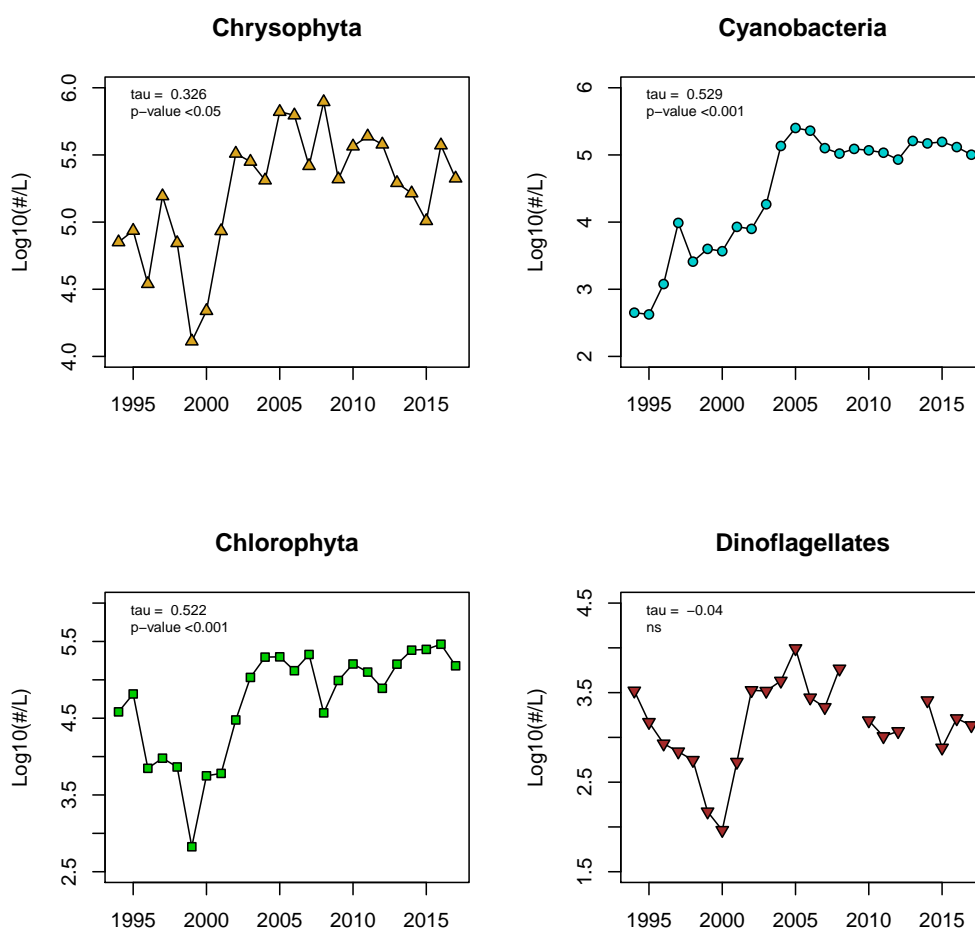 Chrysophyta
tau = 0.326
p−value <0.05
Log10(#/L)
6.0
5.5
5.0
4.5
4.0
1995 2000 2005 2010 2015
Cyanobacteria
tau = 0.529
p−value <0.001
Log10(#/L)
6
5
4
3
2
1995 2000 2005 2010 2015
Chlorophyta
tau = 0.522
p−value <0.001
Log10(#/L)
5.5
4.5
3.5
2.5
1995 2000 2005 2010 2015
Dinoflagellates
tau = −0.04
ns
Log10(#/L)
4.5
3.5
2.5
1.5
1995 2000 2005 2010 2015